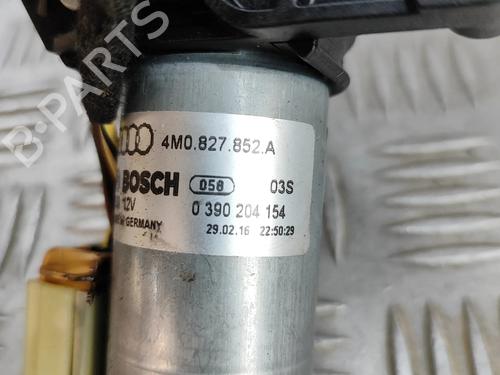 B-PARTS
4M0.827.852.A
BOSCH 058 03S
12V 0 390 204 154
GERMANY 29.02.16 22:50:29